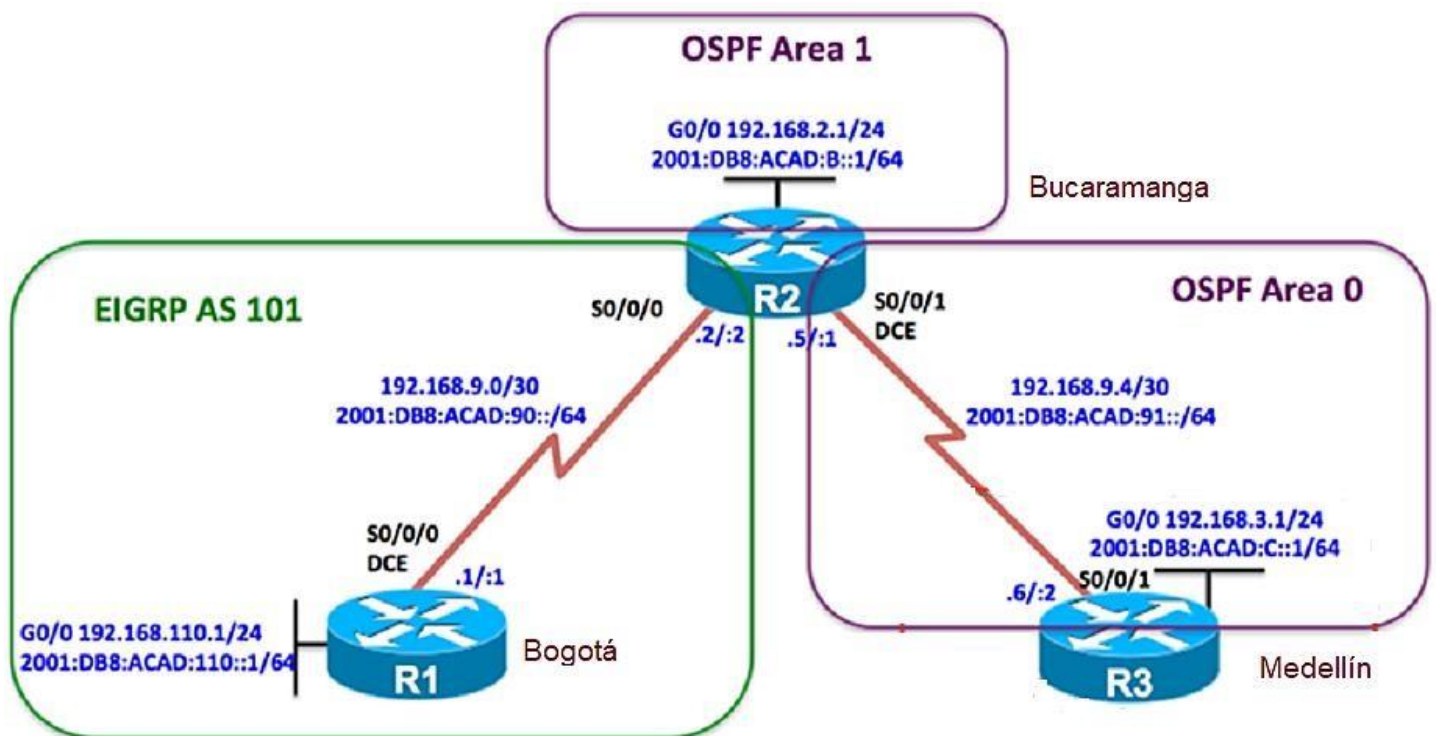 OSPF Area 1
G0/0 192.168.2.1/24
2001:DB8:ACAD:B::1/64
Bucaramanga
R2
EIGRP AS 101
S0/0/0
.2/:2
.5/:1
S0/0/1
DCE
OSPF Area 0
192.168.9.0/30
2001:DB8:ACAD:90::/64
192.168.9.4/30
2001:DB8:ACAD:91::/64
S0/0/0
DCE
.1/:1
G0/0 192.168.110.1/24
2001:DB8:ACAD:110::1/64
R1
Bogotá
G0/0 192.168.3.1/24
2001:DB8:ACAD:C::1/64
.6/:2
S0/0/1
R3
Medellín